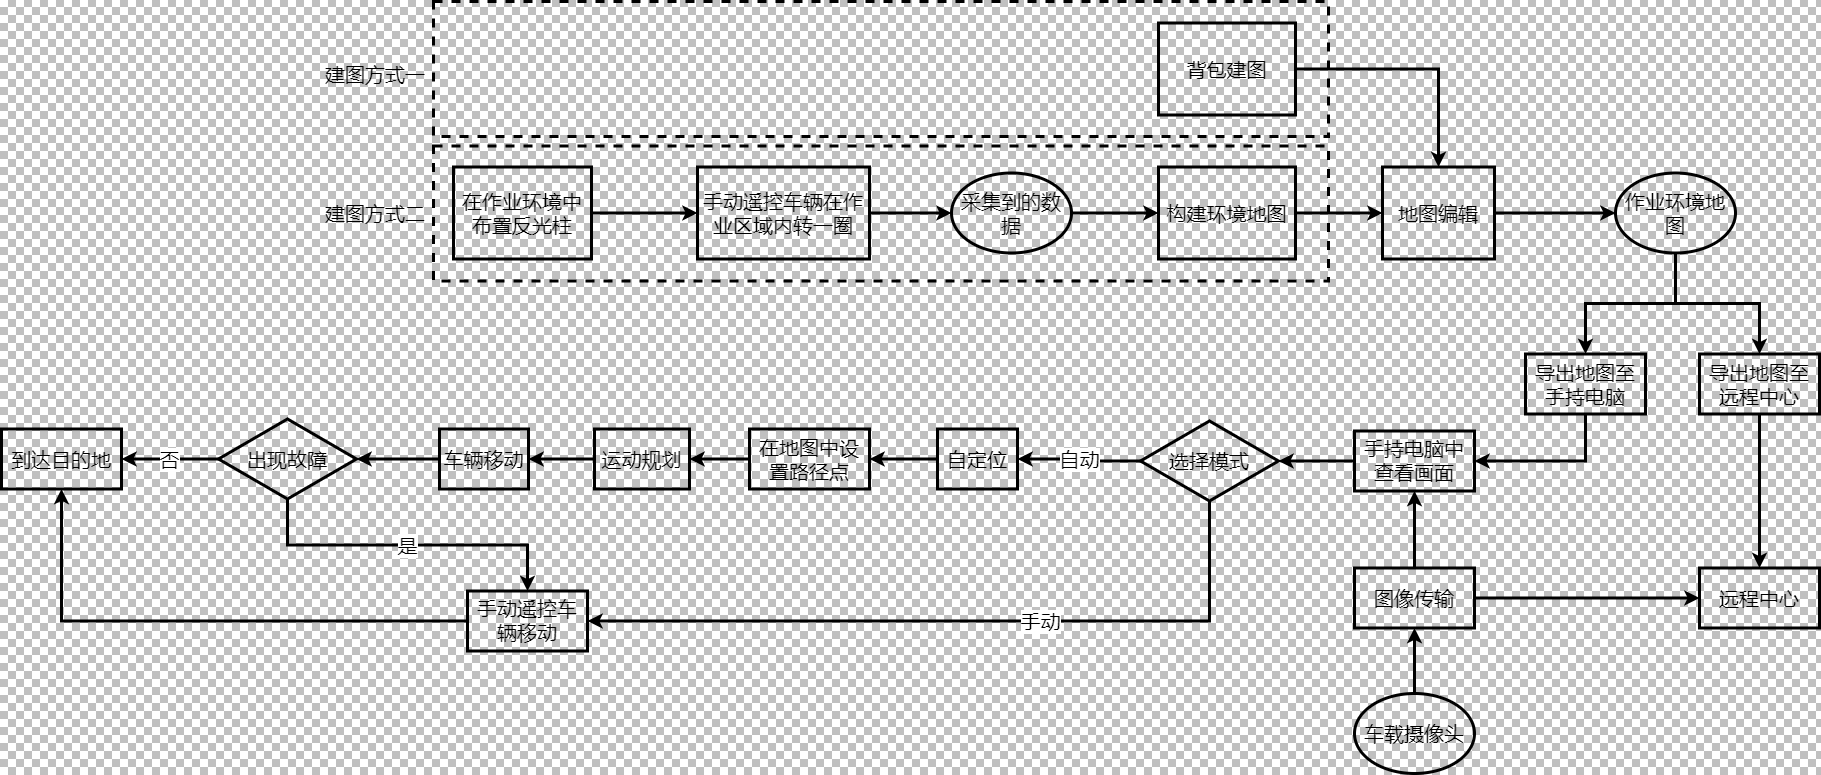 建图方式一
背包建图
建图方式二
在作业环境中
布置反光柱
手动遥控车辆在作
业区域内转一圈
采集到的数
据
构建环境地图
地图编辑
作业环境地
图
导出地图至
手持电脑
导出地图至
远程中心
到达目的地
否
出现故障
车辆移动
运动规划
在地图中设
置路径点
自定位
自动
选择模式
手持电脑中
查看画面
是
手动遥控车
辆移动
手动
图像传输
远程中心
车载摄像头